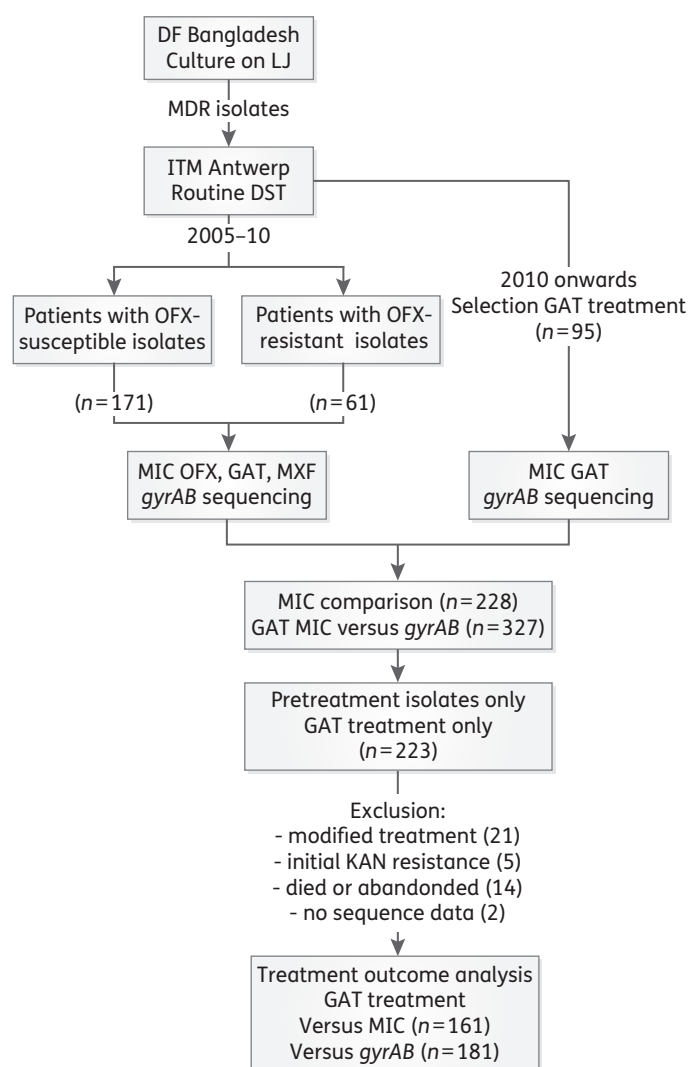 DF Bangladesh
Culture on LJ
MDR isolates
ITM Antwerp
Routine DST
2005–10
2010 onwards
Selection GAT treatment
(n=95)
Patients with OFX-
susceptible isolates
Patients with OFX-
resistant isolates
(n=171)
(n=61)
MIC OFX, GAT, MXF
gyrAB sequencing
MIC GAT
gyrAB sequencing
MIC comparison (n=228)
GAT MIC versus gyrAB (n=327)
Pretreatment isolates only
GAT treatment only
(n=223)
Exclusion:
- modified treatment (21)
- initial KAN resistance (5)
- died or abandonded (14)
- no sequence data (2)
Treatment outcome analysis
GAT treatment
Versus MIC (n=161)
Versus gyrAB (n=181)